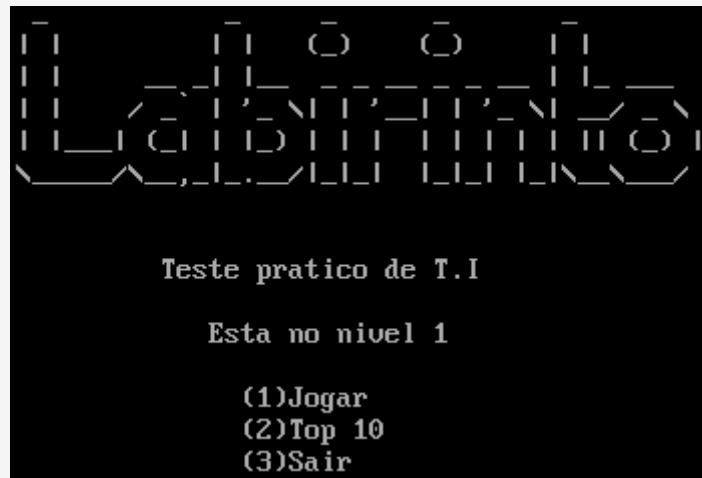 Labirinto
Teste pratico de T.I
Esta no nivel 1
(1)Jogar
(2)Top 10
(3)Sair